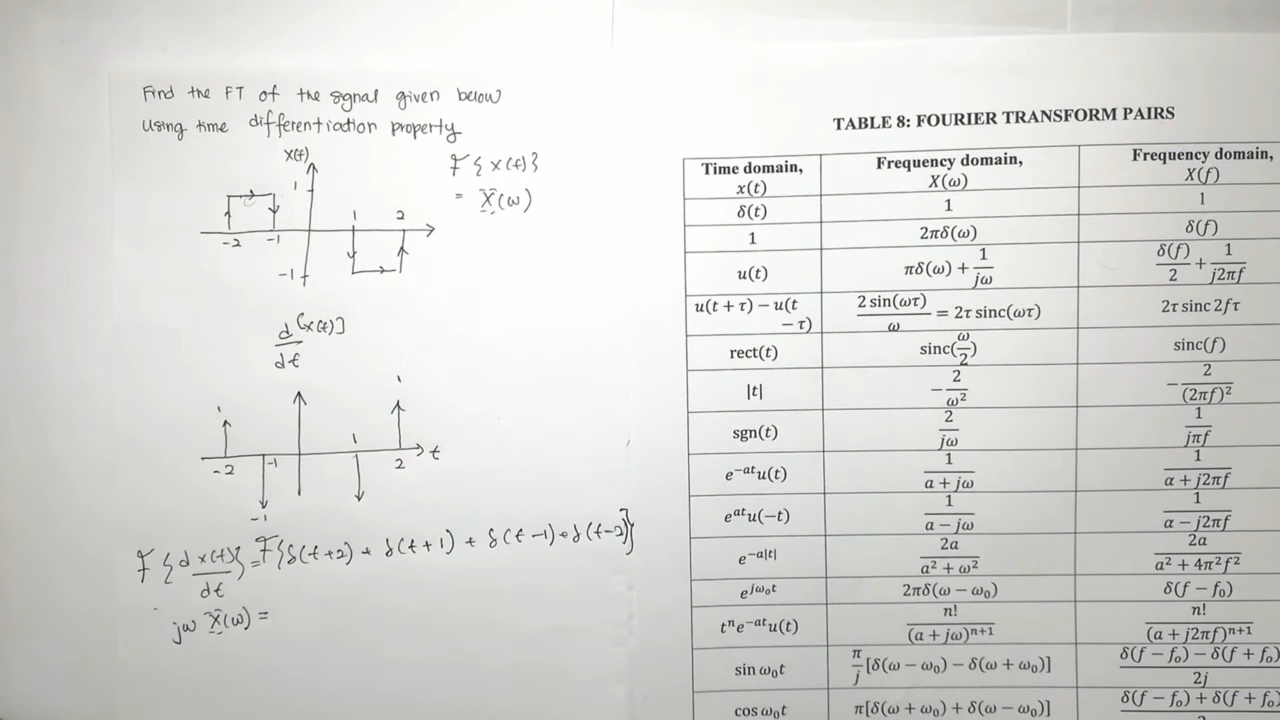 Find the FT of the signal given below
Using time differentiation property
x(t)
1
-2 -1 1 2
-1
F { x(t) }
= X(ω)
d/dt [x(t)]
1 1
-2 -1 1 2 t
-1
F { dx(t)/dt } = F{ δ(t+2) + δ(t+1) + δ(t-1) + δ(t-2) }
jω X(ω) =
TABLE 8: FOURIER TRANSFORM PAIRS
Time domain, x(t) Frequency domain, X(ω) Frequency domain, X(f)
δ(t) 1 1
1 2πδ(ω) δ(f)
u(t) πδ(ω) + 1/jω δ(f)/2 + 1/j2πf
u(t + τ) − u(t − τ) 2 sin(ωτ)/ω = 2τ sinc(ωτ) 2τ sinc 2fτ
rect(t) sinc(ω/2) sinc(f)
|t| −2/ω² −2/(2πf)²
sgn(t) 2/jω 1/jπf
e⁻ᵃᵗu(t) 1/(a + jω) 1/(α + j2πf)
eᵃᵗu(−t) 1/(a − jω) 1/(α − j2πf)
e^(−a|t|) 2a/(a² + ω²) 2a/(a² + 4π²f²)
e^(jω₀t) 2πδ(ω − ω₀) δ(f − f₀)
tⁿe⁻ᵃᵗu(t) n!/(a + jω)ⁿ⁺¹ n!/(a + j2πf)ⁿ⁺¹
sin ω₀t π/j [δ(ω − ω₀) − δ(ω + ω₀)] δ(f − f₀) − δ(f + f₀)/2j
cos ω₀t π[δ(ω + ω₀) + δ(ω − ω₀)] δ(f − f₀) + δ(f + f₀)